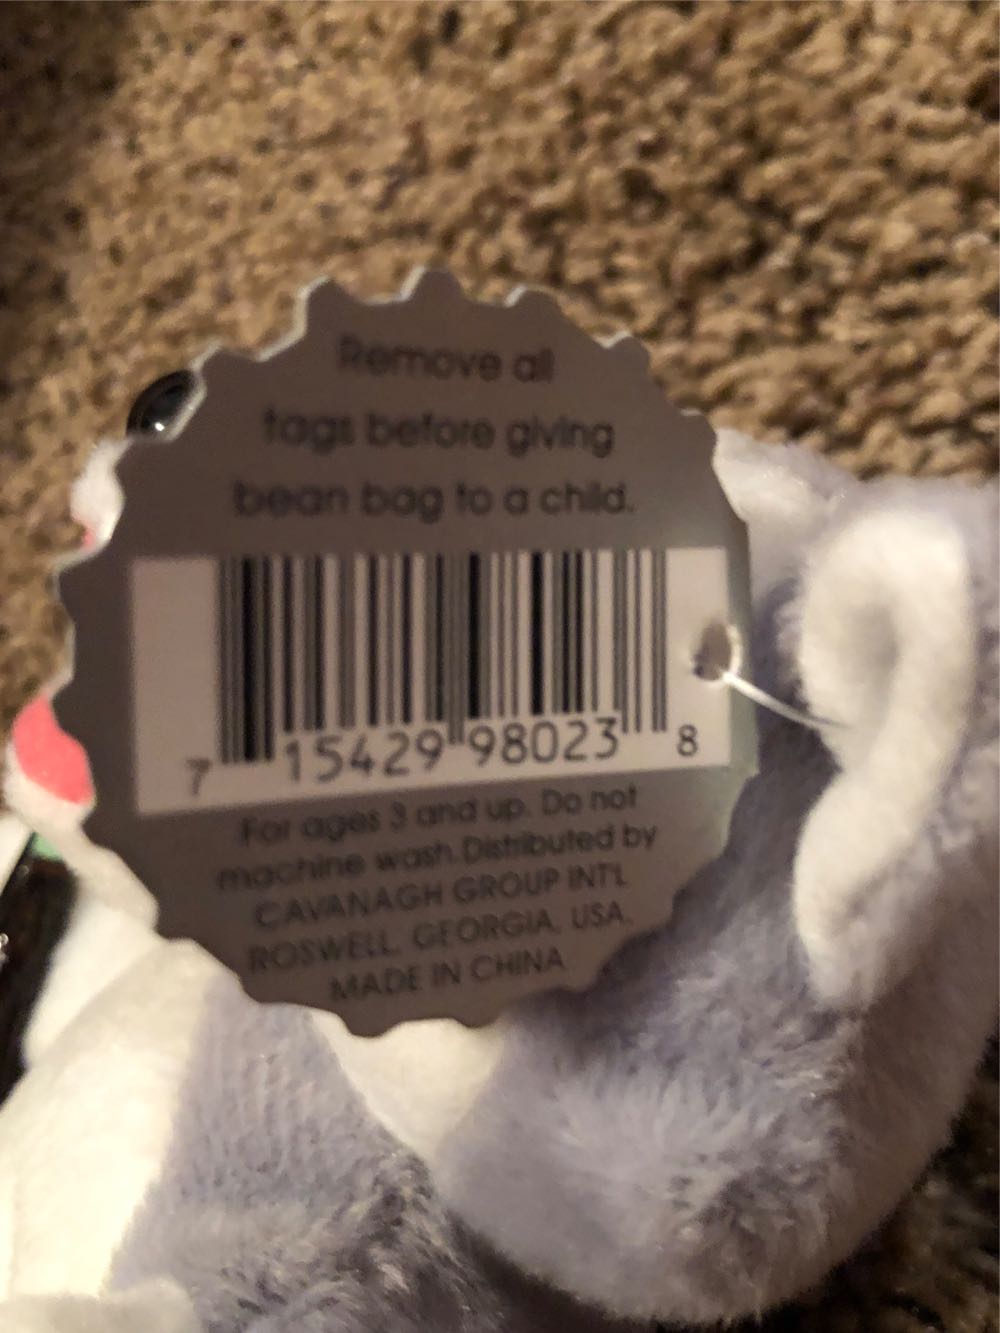 Remove all
tags before giving
bean bag to a child.
7 15429 98023 8
For ages 3 and up. Do not
machine wash. Distributed by
CAVANAGH GROUP INT'L
ROSWELL, GEORGIA, USA.
MADE IN CHINA